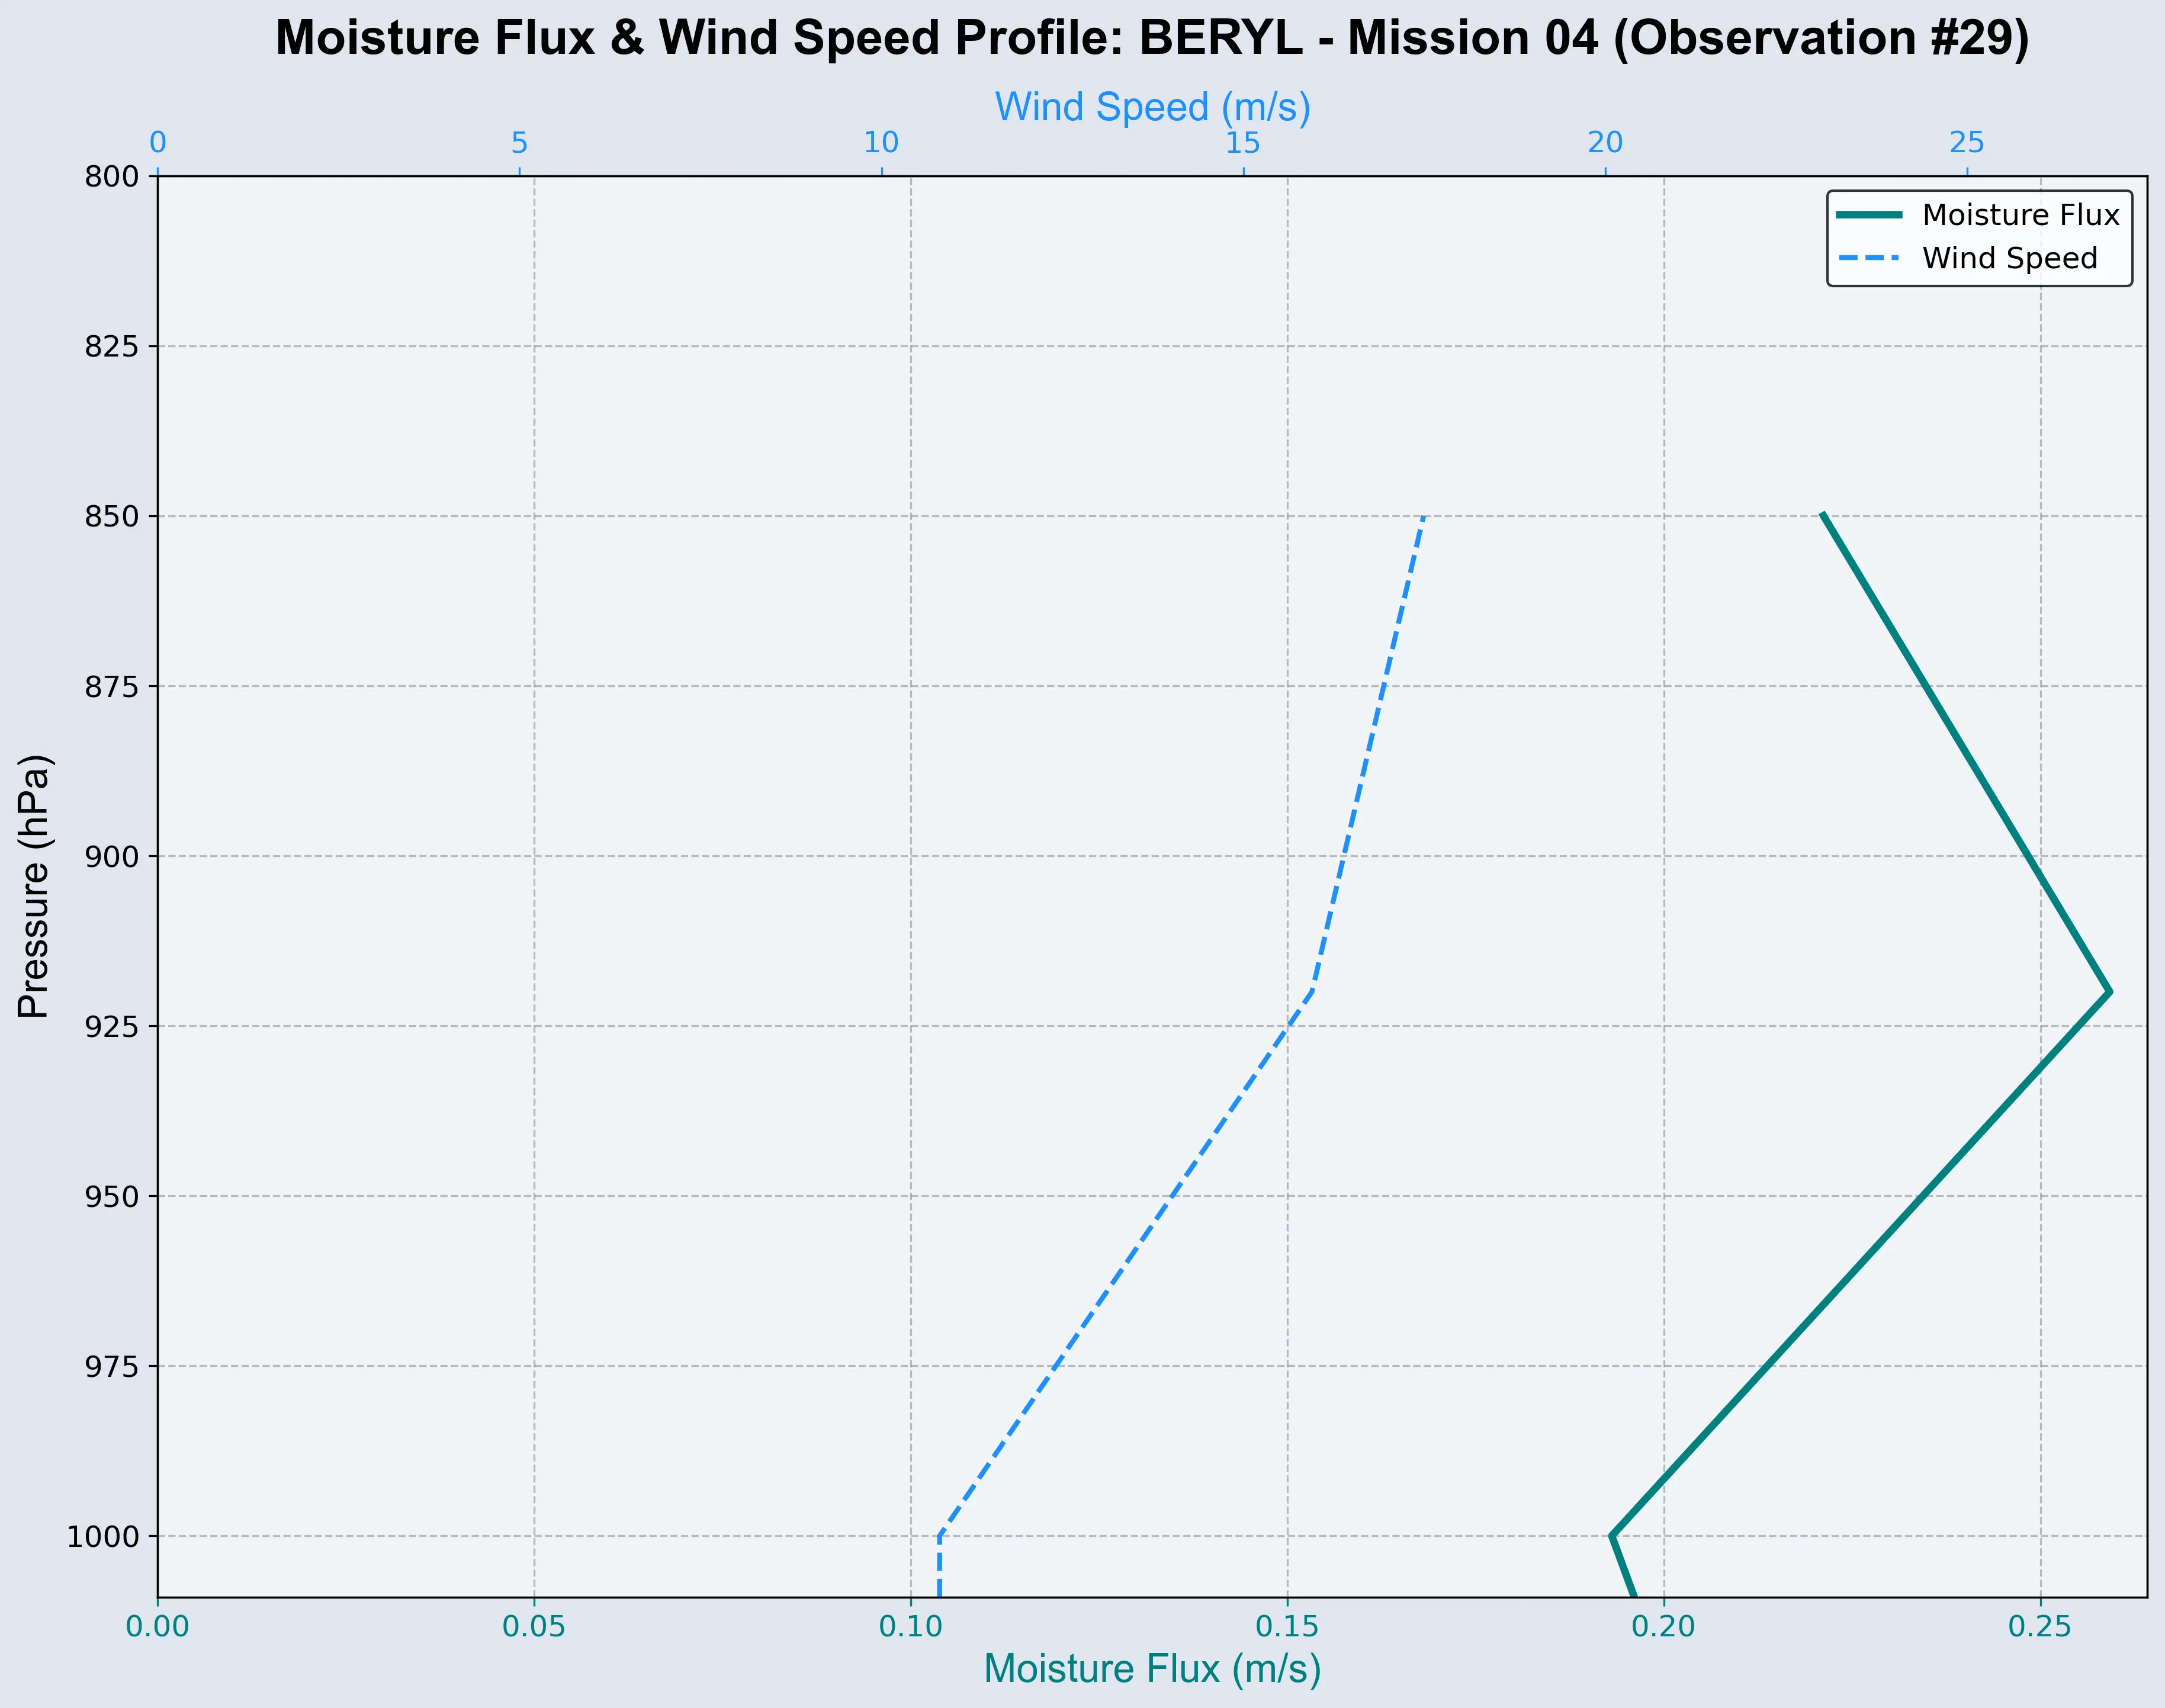 Moisture Flux & Wind Speed Profile: BERYL - Mission 04 (Observation #29)
Wind Speed (m/s)
0 5 10 15 20 25
Moisture Flux
Wind Speed
Pressure (hPa)
800
825
850
875
900
925
950
975
1000
0.00 0.05 0.10 0.15 0.20 0.25
Moisture Flux (m/s)